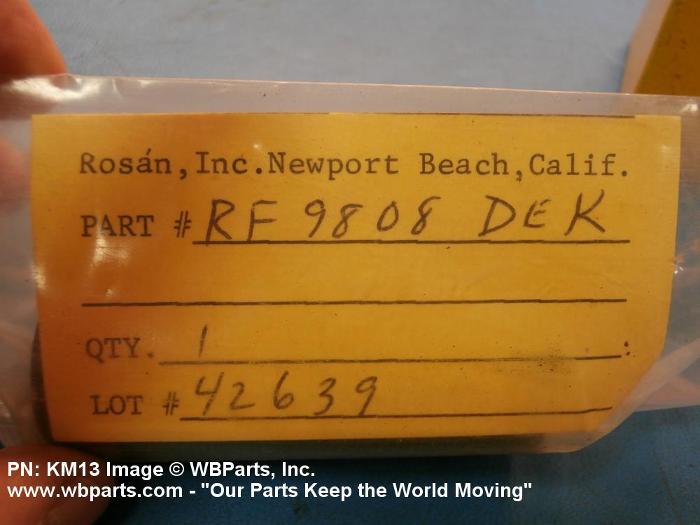 Rosán,Inc.Newport Beach,Calif.
PART # RF 9808 DEK
QTY. 1
LOT # 42639
PN: KM13 Image © WBParts, Inc.
www.wbparts.com - "Our Parts Keep the World Moving"